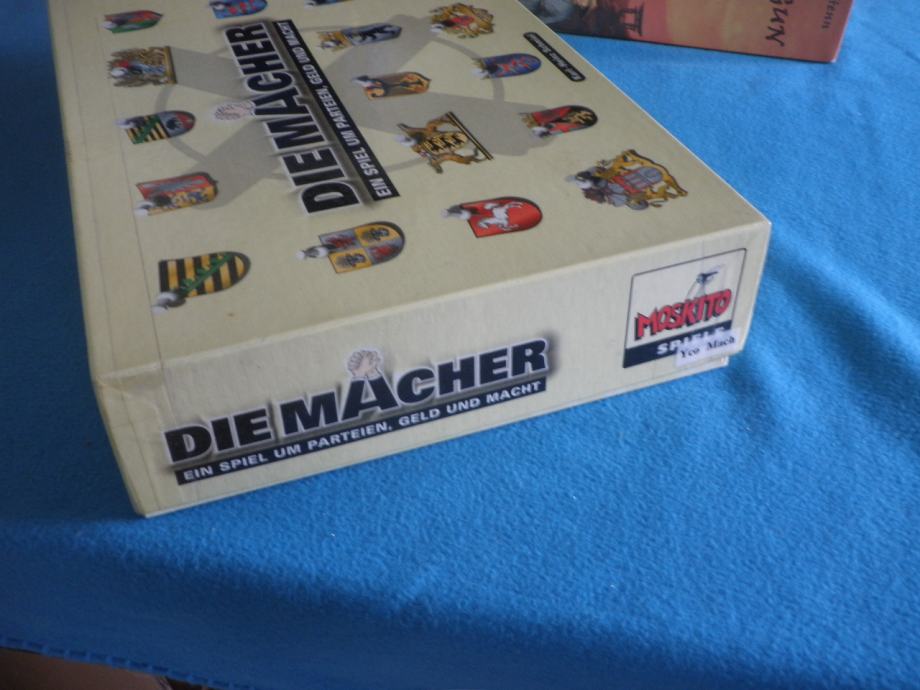 DIE MACHER
EIN SPIEL UM PARTEIEN, GELD UND MACHT
DIE MACHER
EIN SPIEL UM PARTEIEN, GELD UND MACHT
MOSKITO
SPIELE
Yco Mach